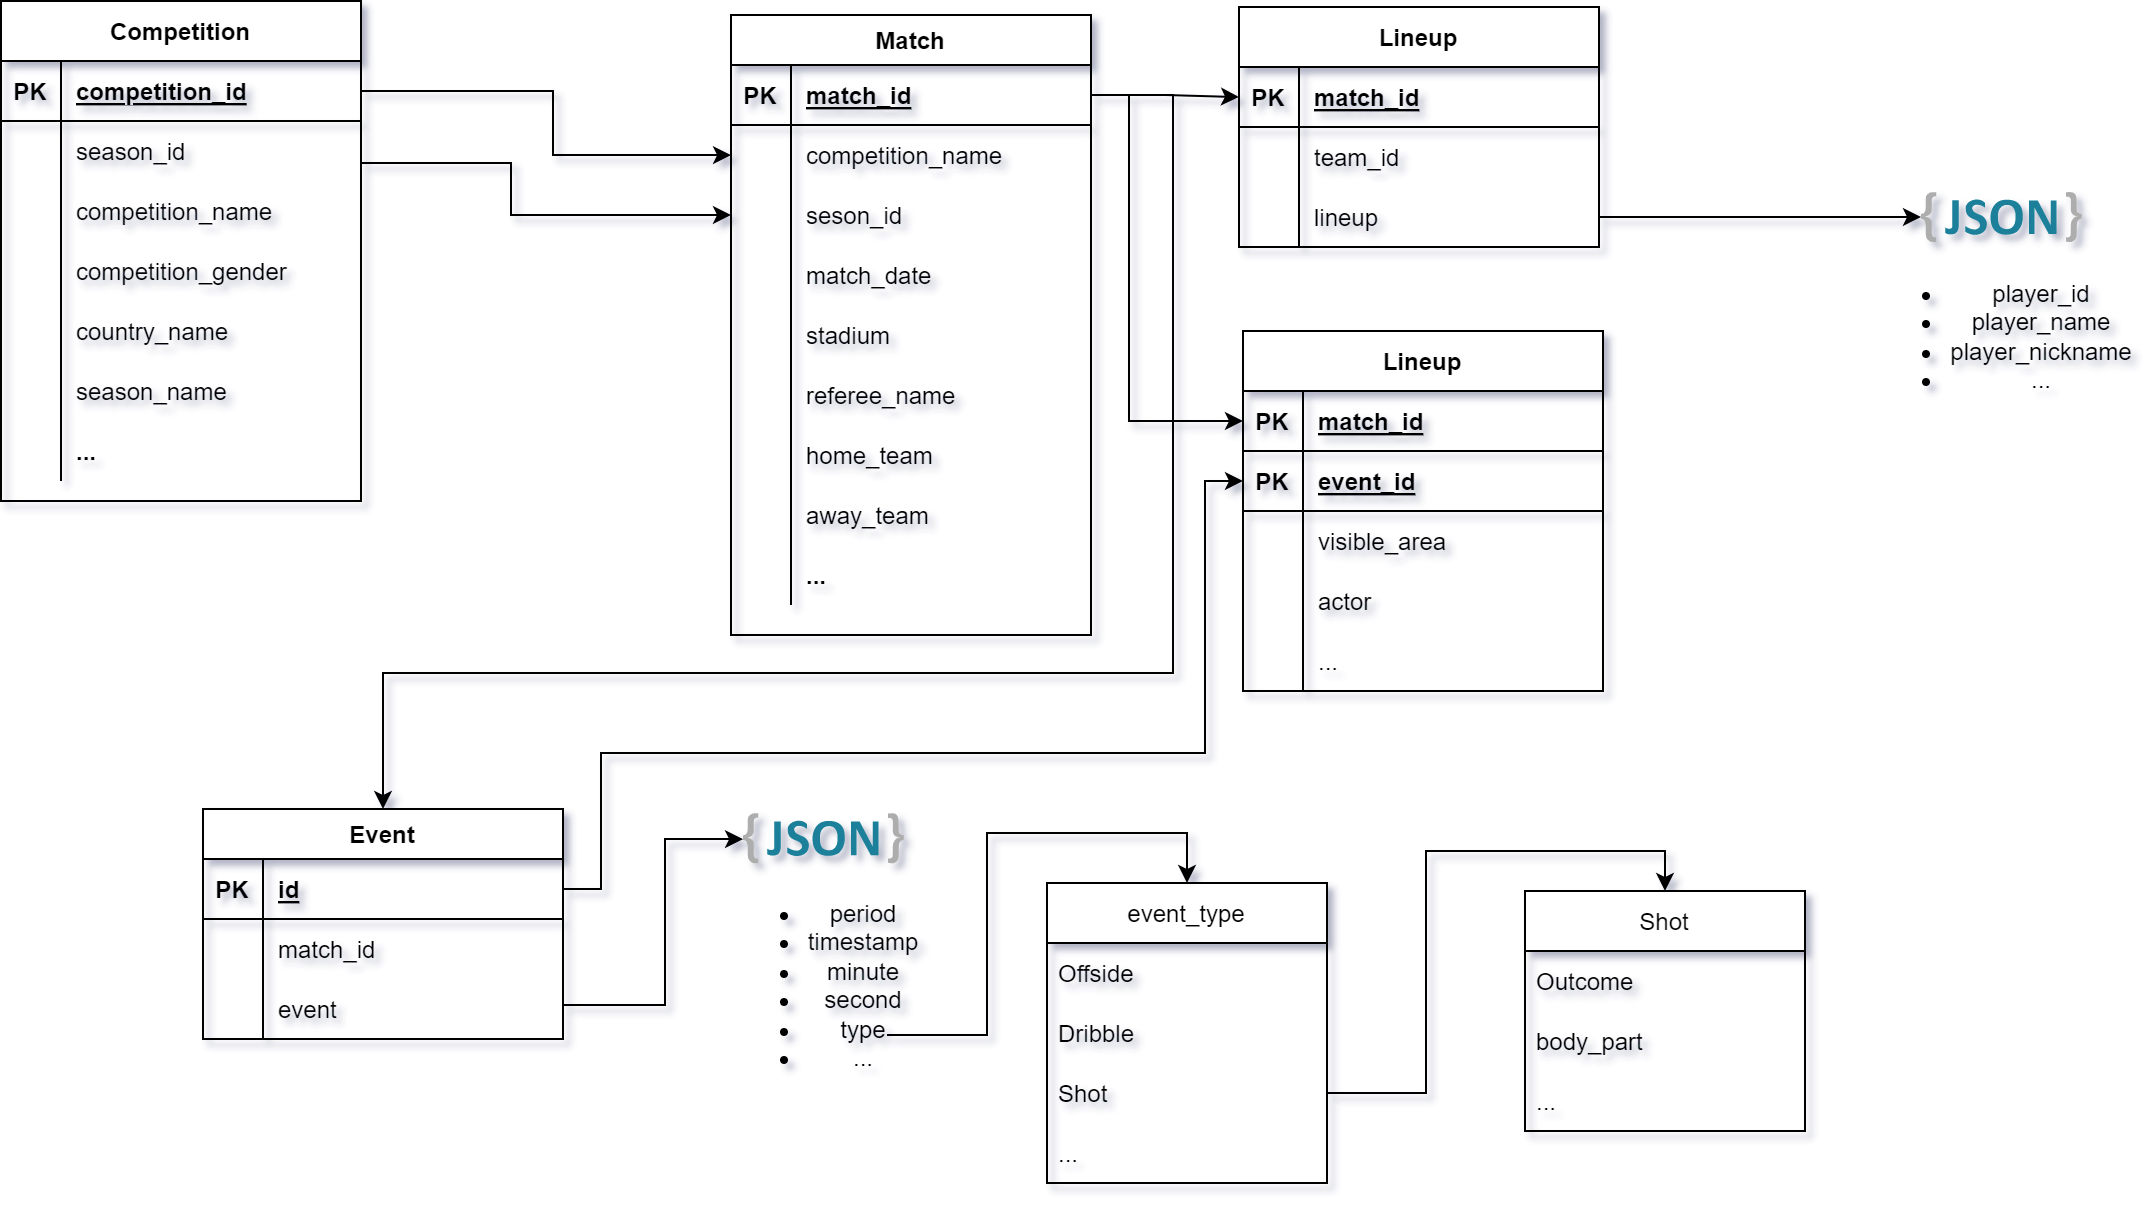 Competition
PK competition_id
season_id
competition_name
competition_gender
country_name
season_name
...
Match
PK match_id
competition_name
seson_id
match_date
stadium
referee_name
home_team
away_team
...
Lineup
PK match_id
team_id
lineup
{JSON}
• player_id
• player_name
• player_nickname
• ...
Lineup
PK match_id
PK event_id
visible_area
actor
...
Event
PK id
match_id
event
{JSON}
• period
• timestamp
• minute
• second
• type
• ...
event_type
Offside
Dribble
Shot
...
Shot
Outcome
body_part
...